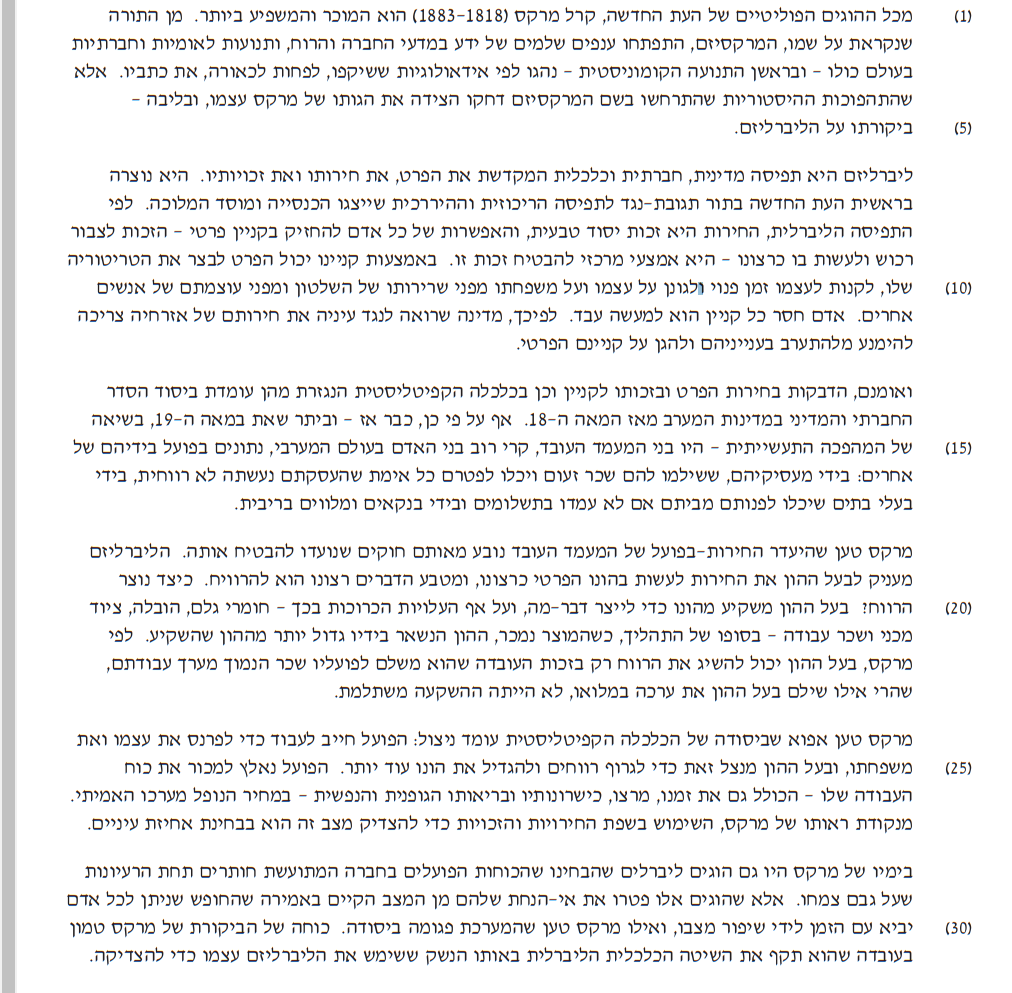 (1) מכל ההוגים הפוליטיים של העת החדשה, קרל מרקס (1818–1883) הוא המוכר והמשפיע ביותר. מן התורה
שנקראת על שמו, המרקסיזם, התפתחו ענפים שלמים של ידע במדעי החברה והרוח, ותנועות לאומיות וחברתיות
בעולם כולו – ובראשן התנועה הקומוניסטית – נהגו לפי אידאולוגיות ששיקפו, לפחות לכאורה, את כתביו. אלא
שהתהפוכות ההיסטוריות שהתרחשו בשם המרקסיזם דחקו הצידה את הגותו של מרקס עצמו, ובליבה –
(5) ביקורתו על הליברליזם.
ליברליזם היא תפיסה מדינית, חברתית וכלכלית המקדשת את הפרט, את חירותו ואת זכויותיו. היא נוצרה
בראשית העת החדשה בתור תגובת-נגד לתפיסה הריכוזית וההיררכית שייצגו הכנסייה ומוסד המלוכה. לפי
התפיסה הליברלית, החירות היא זכות יסוד טבעית, והאפשרות של כל אדם להחזיק בקניין פרטי – הזכות לצבור
רכוש ולעשות בו כרצונו – היא אמצעי מרכזי להבטיח זכות זו. באמצעות קניינו יכול הפרט לבצר את הטריטוריה
(10) שלו, לקנות לעצמו זמן פנוי ולגונן על עצמו ועל משפחתו מפני שרירותו של השלטון ומפני עוצמתם של אנשים
אחרים. אדם חסר כל קניין הוא למעשה עבד. לפיכך, מדינה שרואה לנגד עיניה את חירותם של אזרחיה צריכה
להימנע מלהתערב בענייניהם ולהגן על קניינם הפרטי.
ואומנם, הדבקות בחירות הפרט ובזכותו לקניין וכן בכלכלה הקפיטליסטית הנגזרת מהן עומדת ביסוד הסדר
החברתי והמדיני במדינות המערב מאז המאה ה-18. אף על פי כן, כבר אז – וביתר שאת במאה ה-19, בשיאה
(15) של המהפכה התעשייתית – היו בני המעמד העובד, קרי רוב בני האדם בעולם המערבי, נתונים בפועל בידיהם של
אחרים: בידי מעסיקיהם, ששילמו להם שכר זעום ויכלו לפטרם כל אימת שהעסקתם נעשתה לא רווחית, בידי
בעלי בתים שיכלו לפנותם מביתם אם לא עמדו בתשלומים ובידי בנקאים ומלווים בריבית.
מרקס טען שהיעדר החירות-בפועל של המעמד העובד נובע מאותם חוקים שנועדו להבטיח אותה. הליברליזם
מעניק לבעל ההון את החירות לעשות בהונו הפרטי כרצונו, ומטבע הדברים רצונו הוא להרוויח. כיצד נוצר
(20) הרווח? בעל ההון משקיע מהונו כדי לייצר דבר-מה, ועל אף העלויות הכרוכות בכך – חומרי גלם, הובלה, ציוד
מכני ושכר עבודה – בסופו של התהליך, כשהמוצר נמכר, ההון הנשאר בידיו גדול יותר מההון שהשקיע. לפי
מרקס, בעל ההון יכול להשיג את הרווח רק בזכות העובדה שהוא משלם לפועליו שכר הנמוך מערך עבודתם,
שהרי אילו שילם בעל ההון את ערכה במלואו, לא הייתה ההשקעה משתלמת.
מרקס טען אפוא שביסודה של הכלכלה הקפיטליסטית עומד ניצול: הפועל חייב לעבוד כדי לפרנס את עצמו ואת
(25) משפחתו, ובעל ההון מנצל זאת כדי לגרוף רווחים ולהגדיל את הונו עוד יותר. הפועל נאלץ למכור את כוח
העבודה שלו – הכולל גם את זמנו, מרצו, כישרונותיו ובריאותו הגופנית והנפשית – במחיר הנופל מערכו האמיתי.
מנקודת ראותו של מרקס, השימוש בשפת החירויות והזכויות כדי להצדיק מצב זה הוא בבחינת אחיזת עיניים.
בימיו של מרקס היו גם הוגים ליברלים שהבחינו שהכוחות הפועלים בחברה המתועשת חותרים תחת הרעיונות
שעל גבם צמחו. אלא שהוגים אלו פטרו את אי-הנחת שלהם מן המצב הקיים באמירה שהחופש שניתן לכל אדם
(30) יביא עם הזמן לידי שיפור מצבו, ואילו מרקס טען שהמערכת פגומה ביסודה. כוחה של הביקורת של מרקס טמון
בעובדה שהוא תקף את השיטה הכלכלית הליברלית באותו הנשק ששימש את הליברליזם עצמו כדי להצדיקה.